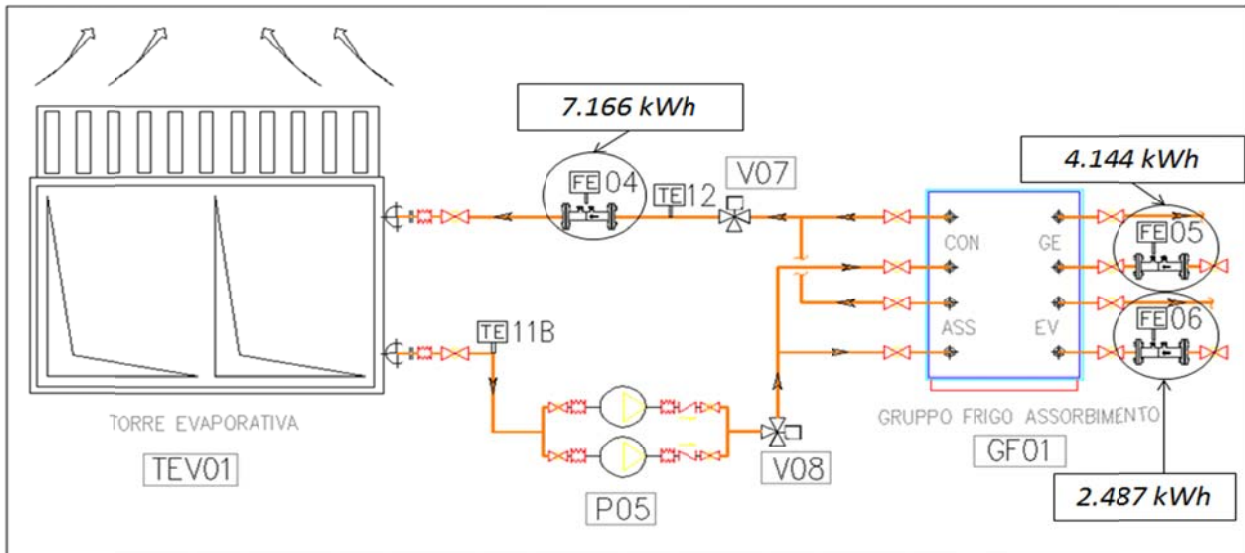 7.166 kWh
4.144 kWh
FE 04
TE 12
V07
CON
GE
FE 05
ASS
EV
FE 06
TE 11B
TORRE EVAPORATIVA
TEV01
P05
V08
GRUPPO FRIGO ASSORBIMENTO
GF01
2.487 kWh